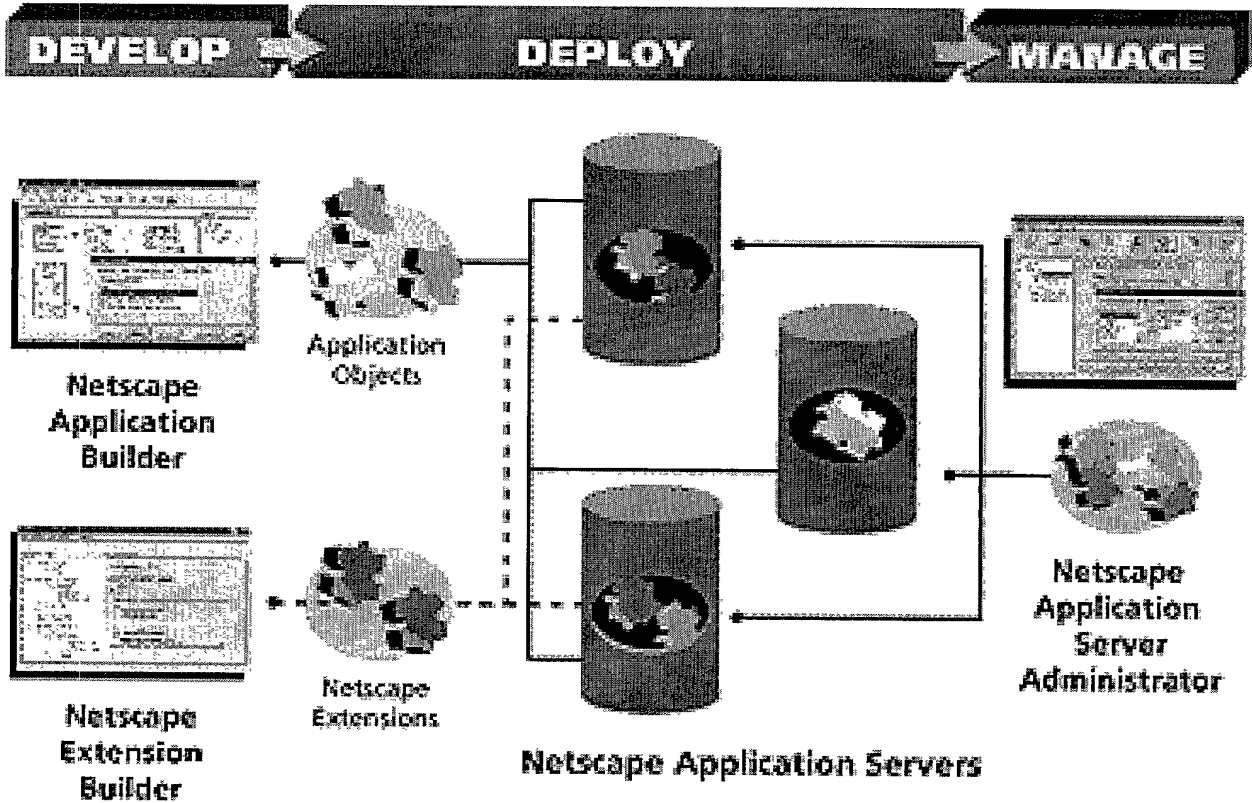 DEVELOP
DEPLOY
MANAGE
Application
Objects
Netscape
Application
Builder
Netscape
Extensions
Netscape
Extension
Builder
Netscape Application Servers
Netscape
Application
Server
Administrator